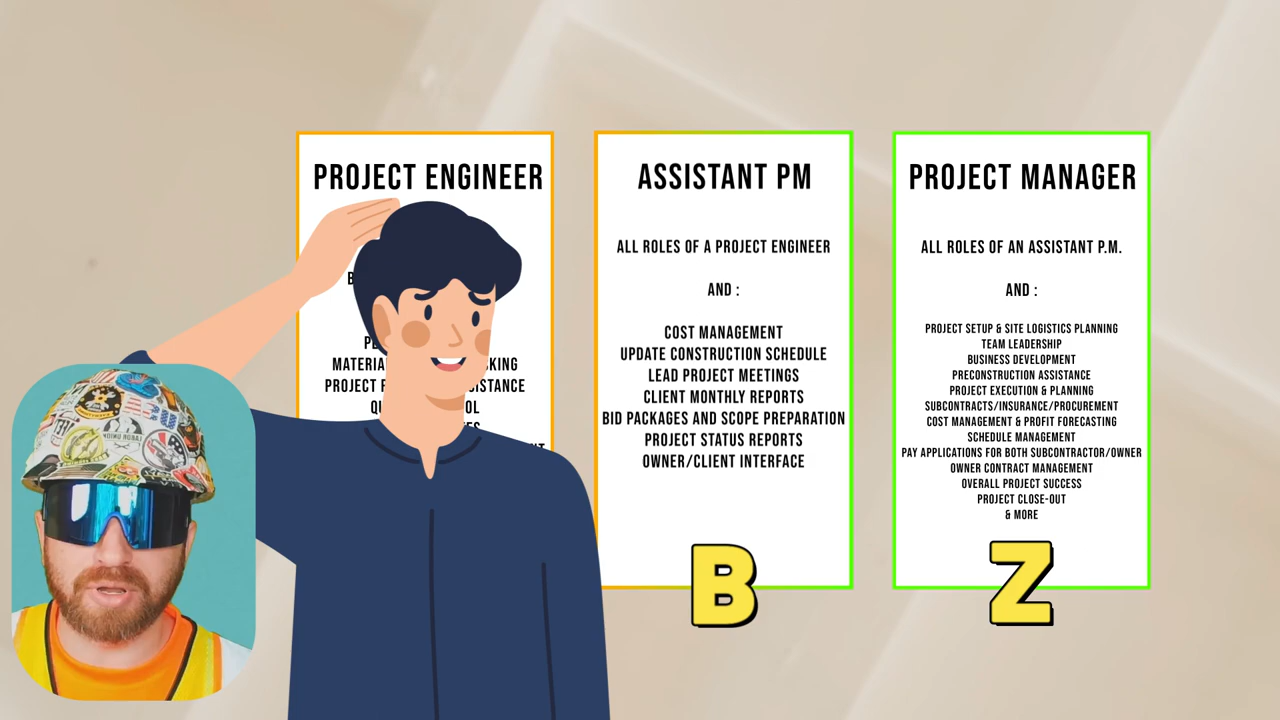 PROJECT ENGINEER
CKING
QU OL
ASSISTANT PM
ALL ROLES OF A PROJECT ENGINEER
AND :
COST MANAGEMENT
UPDATE CONSTRUCTION SCHEDULE
LEAD PROJECT MEETINGS
CLIENT MONTHLY REPORTS
BID PACKAGES AND SCOPE PREPARATION
PROJECT STATUS REPORTS
OWNER/CLIENT INTERFACE
B
PROJECT MANAGER
ALL ROLES OF AN ASSISTANT P.M.
AND :
PROJECT SETUP & SITE LOGISTICS PLANNING
TEAM LEADERSHIP
BUSINESS DEVELOPMENT
PRECONSTRUCTION ASSISTANCE
PROJECT EXECUTION & PLANNING
SUBCONTRACTS/INSURANCE/PROCUREMENT
COST MANAGEMENT & PROFIT FORECASTING
SCHEDULE MANAGEMENT
PAY APPLICATIONS FOR BOTH SUBCONTRACTOR/OWNER
OWNER CONTRACT MANAGEMENT
OVERALL PROJECT SUCCESS
PROJECT CLOSE-OUT
& MORE
Z